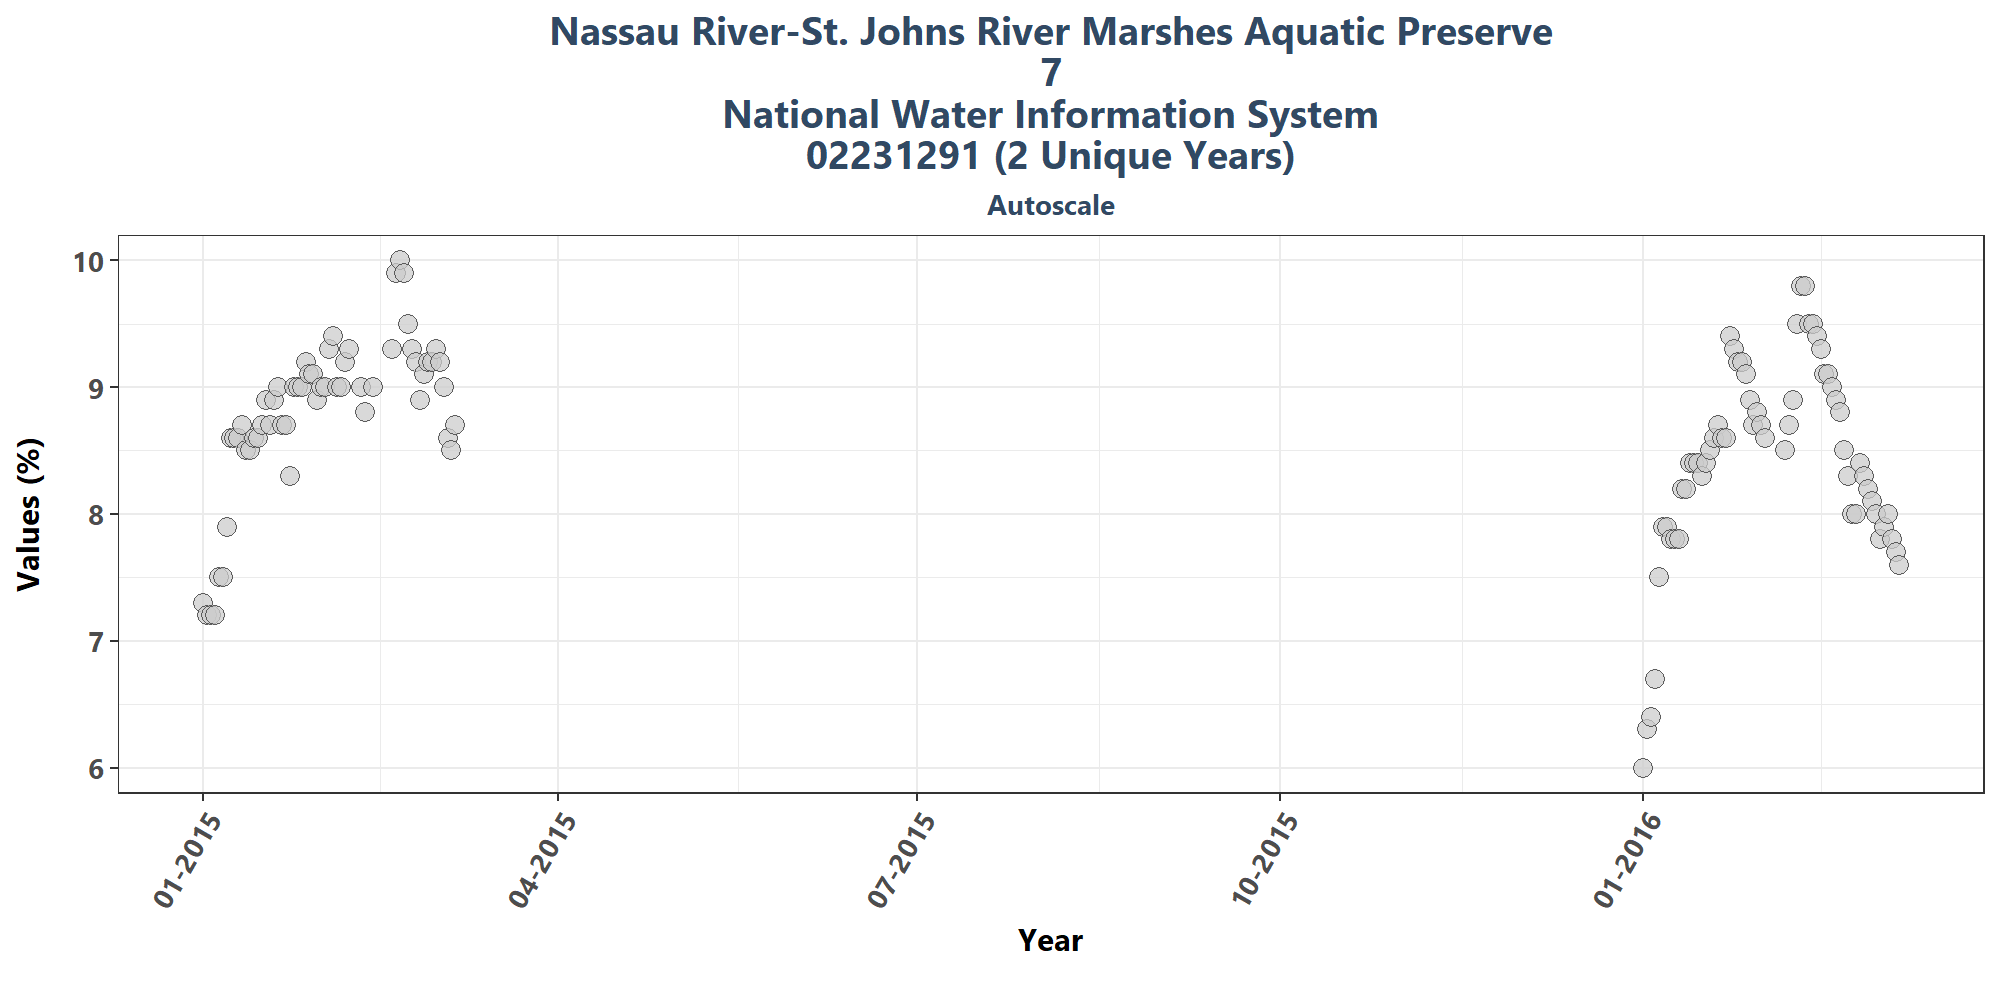 Nassau River-St. Johns River Marshes Aquatic Preserve
7
National Water Information System
02231291 (2 Unique Years)
Autoscale
Values (%)
10
9
8
7
6
01-2015
04-2015
07-2015
10-2015
01-2016
Year